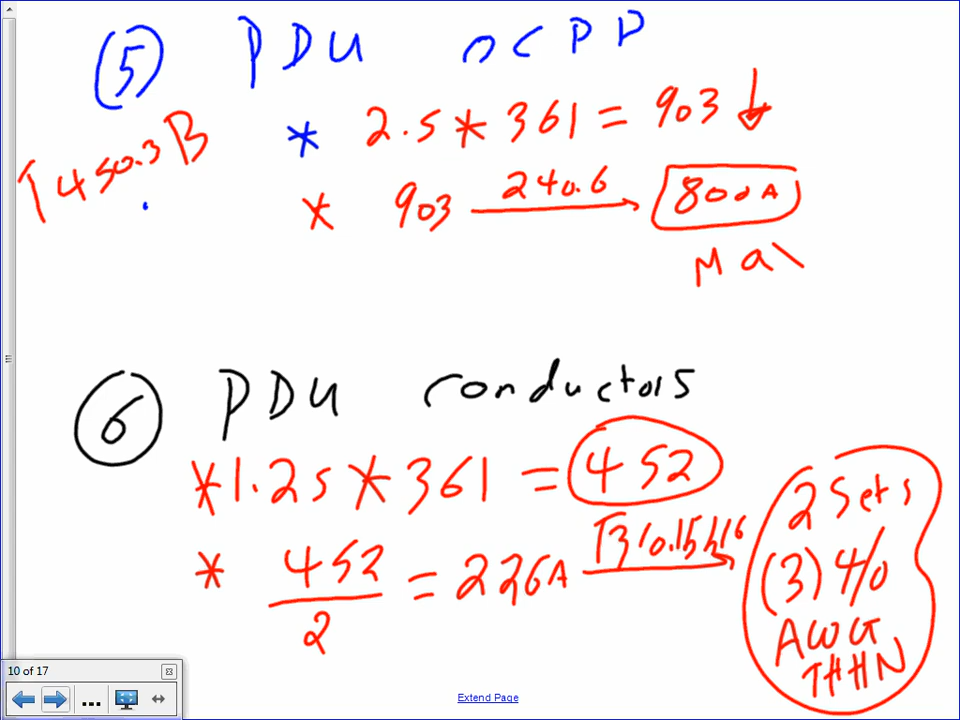 (5) PDU OCPD
T450.3B
* 2.5 * 361 = 903 ↓
* 903 240.6 → 800A
Max
(6) PDU conductors
* 1.25 * 361 = 452
* 452/2 = 226A T310.15b16 →
2 Sets
(3) 4/0
AWG
THHN
10 of 17
...
Extend Page